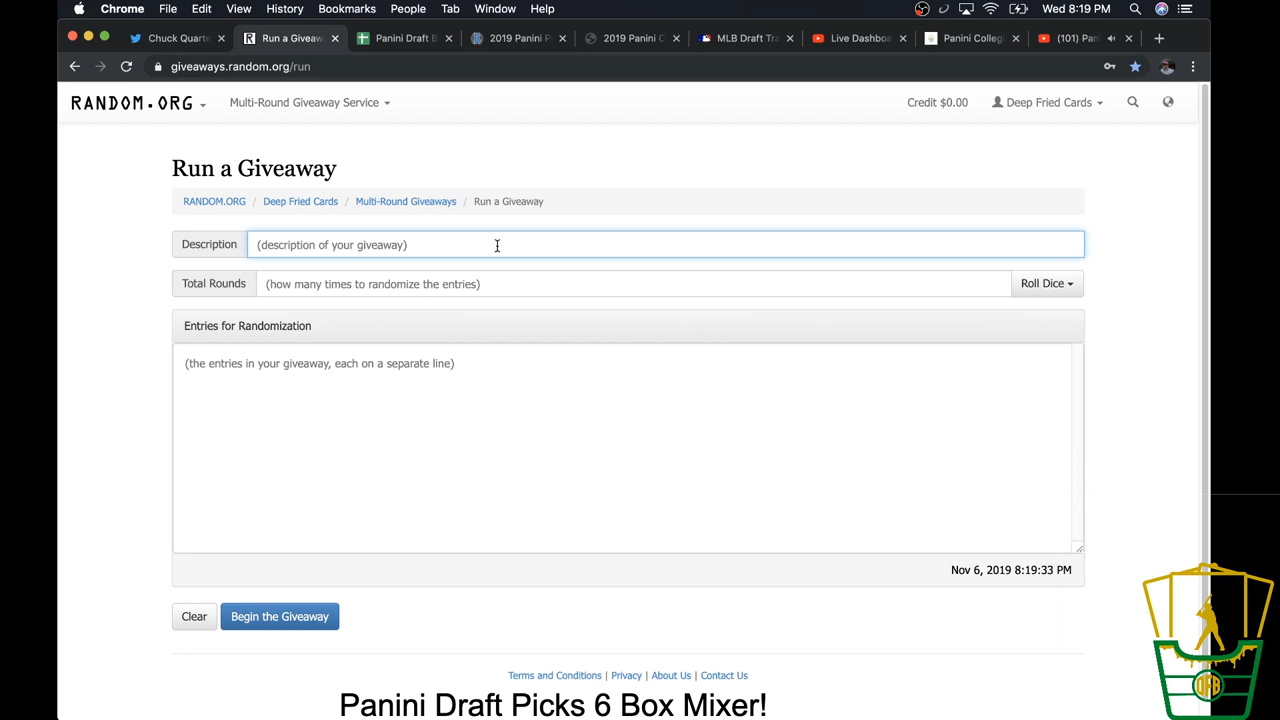 Chrome File Edit View History Bookmarks People Tab Window Help Wed 8:19 PM
Chuck Quarte Run a Giveaw Panini Draft B 2019 Panini P 2019 Panini C MLB Draft Tra Live Dashboa Panini Colleg (101) Pan
giveaways.random.org/run
RANDOM.ORG Multi-Round Giveaway Service Credit $0.00 Deep Fried Cards
Run a Giveaway
RANDOM.ORG / Deep Fried Cards / Multi-Round Giveaways / Run a Giveaway
Description (description of your giveaway)
Total Rounds (how many times to randomize the entries) Roll Dice
Entries for Randomization
(the entries in your giveaway, each on a separate line)
Nov 6, 2019 8:19:33 PM
Clear Begin the Giveaway
Terms and Conditions | Privacy | About Us | Contact Us
Panini Draft Picks 6 Box Mixer!
DFB